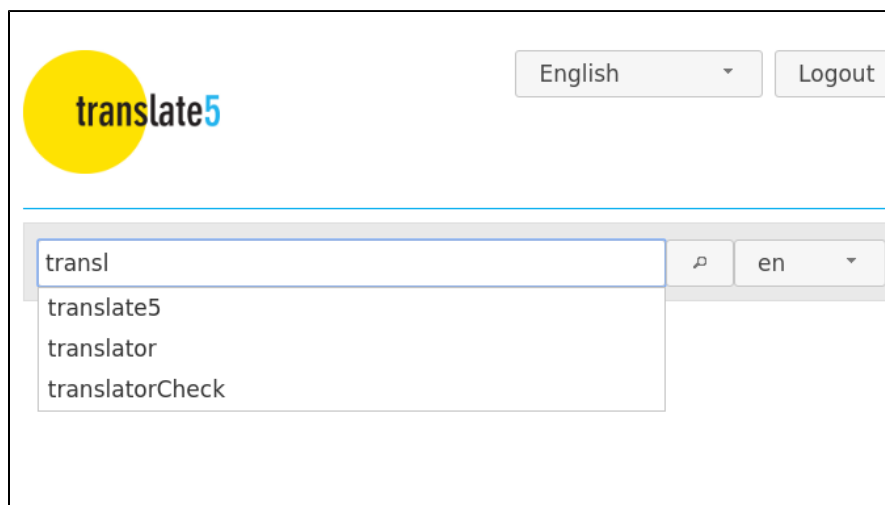 English
Logout
translate5
transl
en
translate5
translator
translatorCheck